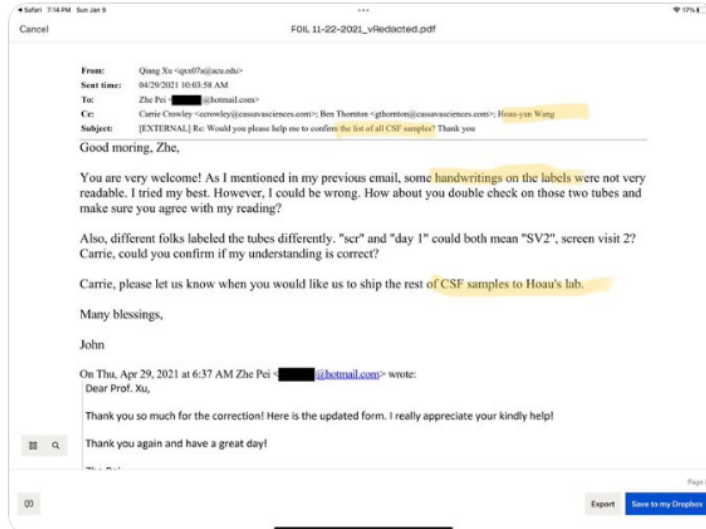 Safari 7:14 PM Sun Jan 9
17%
Cancel
FOIL 11-22-2021_vRedacted.pdf
From: Qiang Xu <qxx07a@acu.edu>
Sent time: 04/29/2021 10:03:58 AM
To: Zhe Pei < @hotmail.com>
Cc: Carrie Crowley <ccrowley@cassavasciences.com>; Ben Thornton <gthornton@cassavasciences.com>; Hoau-yan Wang
Subject: [EXTERNAL] Re: Would you please help me to confirm the list of all CSF samples? Thank you
Good moring, Zhe,
You are very welcome! As I mentioned in my previous email, some handwritings on the labels were not very
readable. I tried my best. However, I could be wrong. How about you double check on those two tubes and
make sure you agree with my reading?
Also, different folks labeled the tubes differently. "scr" and "day 1" could both mean "SV2", screen visit 2?
Carrie, could you confirm if my understanding is correct?
Carrie, please let us know when you would like us to ship the rest of CSF samples to Hoau's lab.
Many blessings,
John
On Thu, Apr 29, 2021 at 6:37 AM Zhe Pei < @hotmail.com> wrote:
Dear Prof. Xu,
Thank you so much for the correction! Here is the updated form. I really appreciate your kindly help!
Thank you again and have a great day!
Zhe Pei
Page
Export
Save to my Dropbox